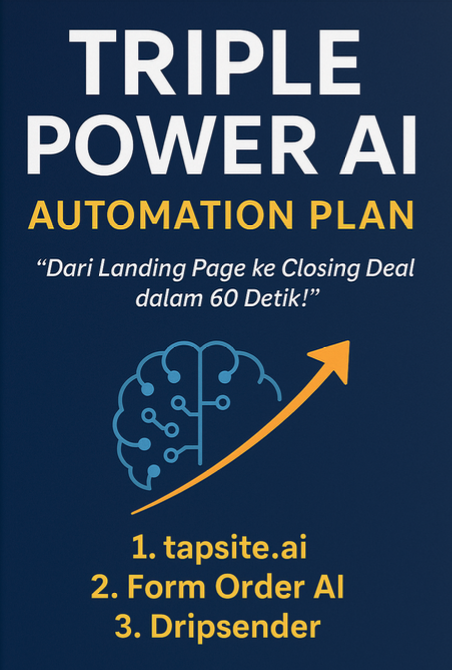 TRIPLE
POWER AI
AUTOMATION PLAN
“Dari Landing Page ke Closing Deal
dalam 60 Detik!”
1. tapsite.ai
2. Form Order AI
3. Dripsender